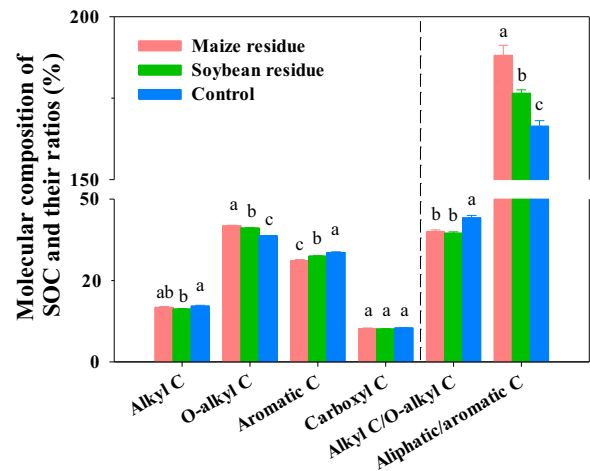 Molecular composition of
SOC and their ratios (%)
200
150
50
20
0
Maize residue
Soybean residue
Control
ab b a
a b c
c b a
a a a
b b a
a b c
Alkyl C
O-alkyl C
Aromatic C
Carboxyl C
Alkyl C/O-alkyl C
Aliphatic/aromatic C